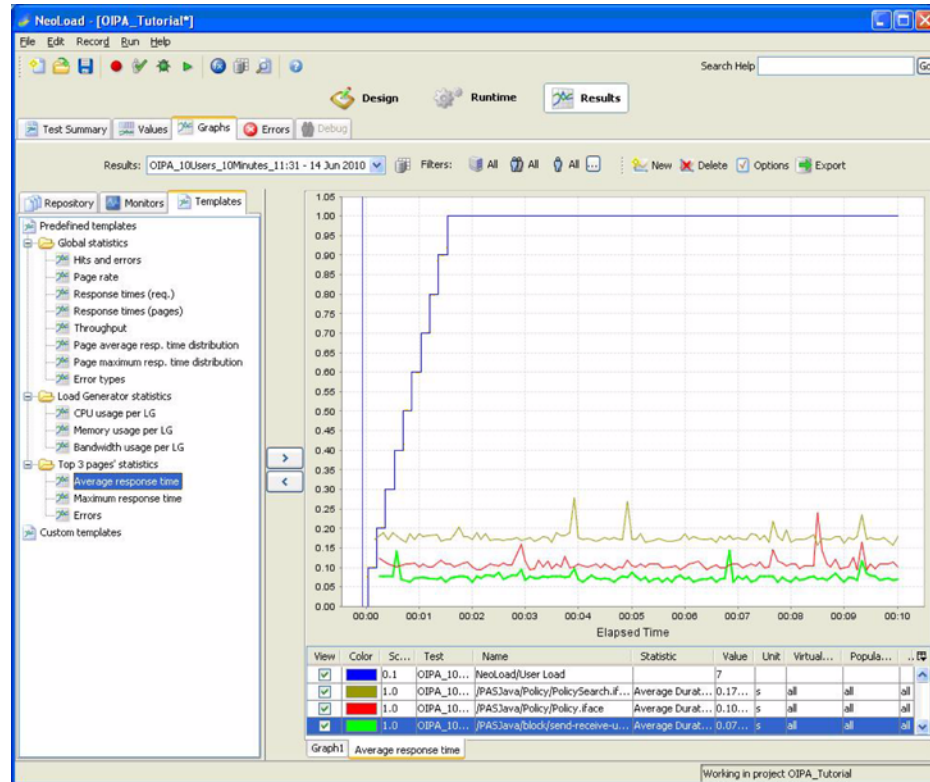 NeoLoad - [OIPA_Tutorial*]
File Edit Record Run Help
Search Help Go
Design Runtime Results
Test Summary Values Graphs Errors Debug
Results: OIPA_10Users_10Minutes_11:31 - 14 Jun 2010 Filters: All All All ... New Delete Options Export
Repository Monitors Templates
Predefined templates
Global statistics
Hits and errors
Page rate
Response times (req.)
Response times (pages)
Throughput
Page average resp. time distribution
Page maximum resp. time distribution
Error types
Load Generator statistics
CPU usage per LG
Memory usage per LG
Bandwidth usage per LG
Top 3 pages' statistics
Average response time
Maximum response time
Errors
Custom templates
>
<
1.05
1.00
0.95
0.90
0.85
0.80
0.75
0.70
0.65
0.60
0.55
0.50
0.45
0.40
0.35
0.30
0.25
0.20
0.15
0.10
0.05
0.00
00:00 00:01 00:02 00:03 00:04 00:05 00:06 00:07 00:08 00:09 00:10
Elapsed Time
View Color Sc... Test Name Statistic Value Unit Virtual... Popula... ..
0.1 OIPA_10... NeoLoad/User Load 7
1.0 OIPA_10... /PASJava/Policy/PolicySearch.if... Average Durat... 0.17... s all all all
1.0 OIPA_10... /PASJava/Policy/Policy.iface Average Durat... 0.10... s all all all
1.0 OIPA_10... /PASJava/block/send-receive-u... Average Durat... 0.07... s all all all
Graph1 Average response time
Working in project OIPA_Tutorial